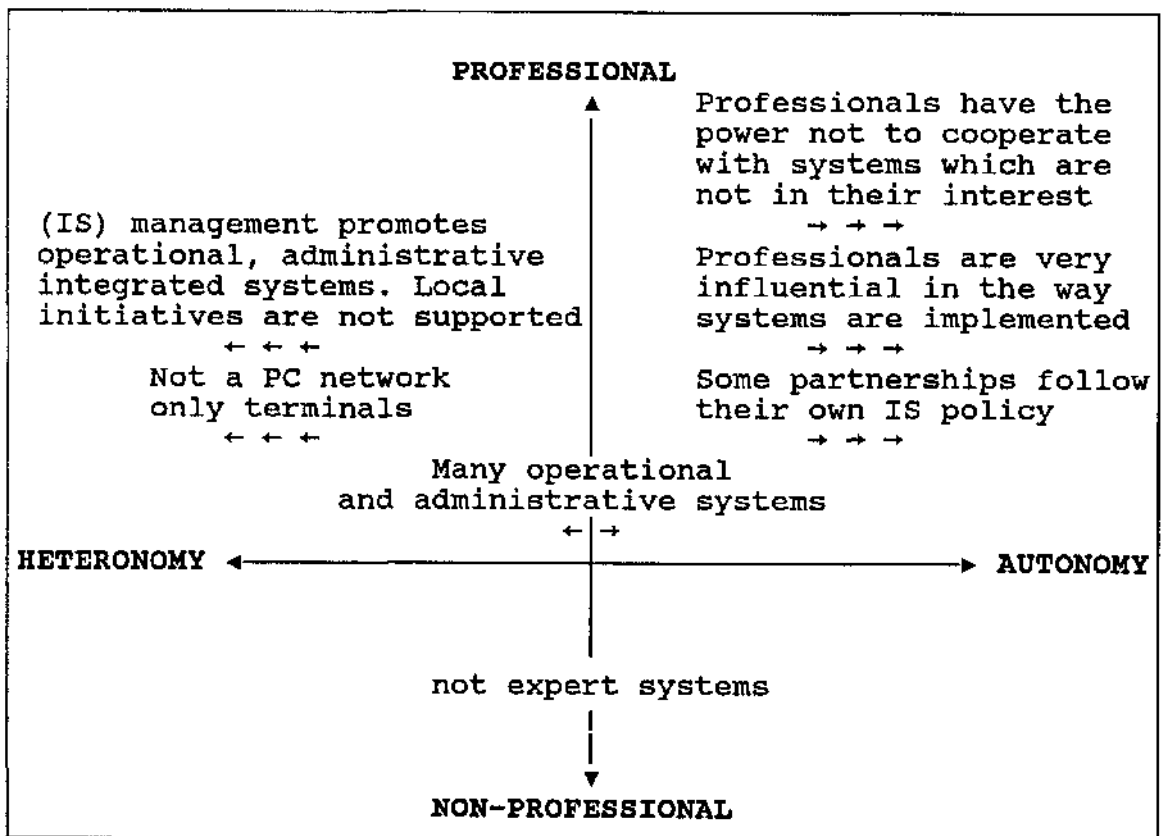 PROFESSIONAL
Professionals have the
power not to cooperate
with systems which are
not in their interest
→ → →
(IS) management promotes
operational, administrative
integrated systems. Local
initiatives are not supported
← ← ←
Professionals are very
influential in the way
systems are implemented
→ → →
Not a PC network
only terminals
← ← ←
Some partnerships follow
their own IS policy
→ → →
Many operational
and administrative systems
← →
HETERONOMY
AUTONOMY
not expert systems
NON-PROFESSIONAL